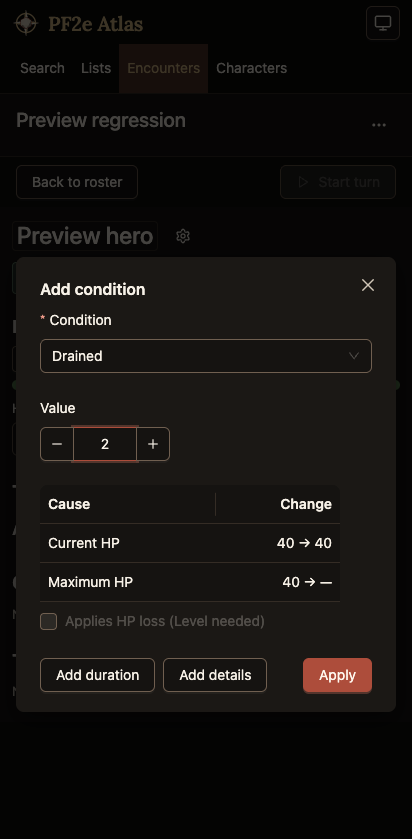 PF2e Atlas
Search Lists Encounters Characters
Preview regression
Back to roster Start turn
Preview hero
Add condition
* Condition
Drained
Value
2
Cause Change
Current HP 40 → 40
Maximum HP 40 → —
Applies HP loss (Level needed)
Add duration Add details Apply